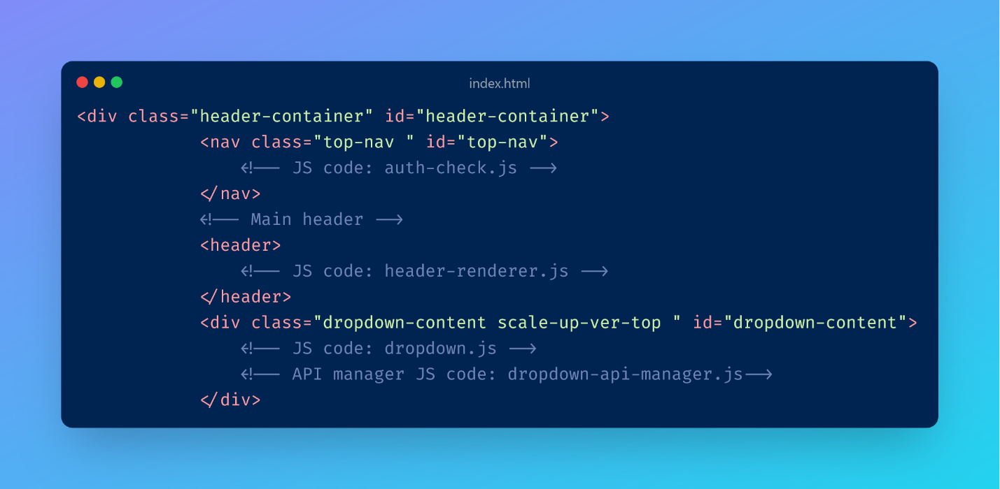 index.html
<div class="header-container" id="header-container">
<nav class="top-nav " id="top-nav">
<!-- JS code: auth-check.js -->
</nav>
<!-- Main header -->
<header>
<!-- JS code: header-renderer.js -->
</header>
<div class="dropdown-content scale-up-ver-top " id="dropdown-content">
<!-- JS code: dropdown.js -->
<!-- API manager JS code: dropdown-api-manager.js-->
</div>